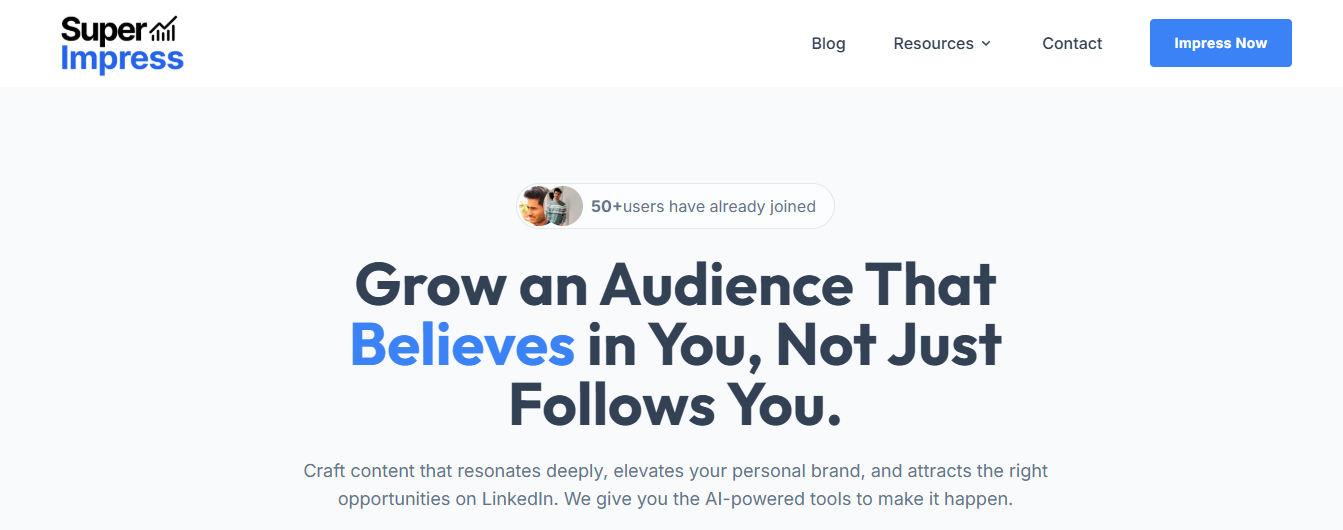 Super
Impress
Blog
Resources
Contact
Impress Now
50+users have already joined
Grow an Audience That
Believes in You, Not Just
Follows You.
Craft content that resonates deeply, elevates your personal brand, and attracts the right
opportunities on LinkedIn. We give you the AI-powered tools to make it happen.